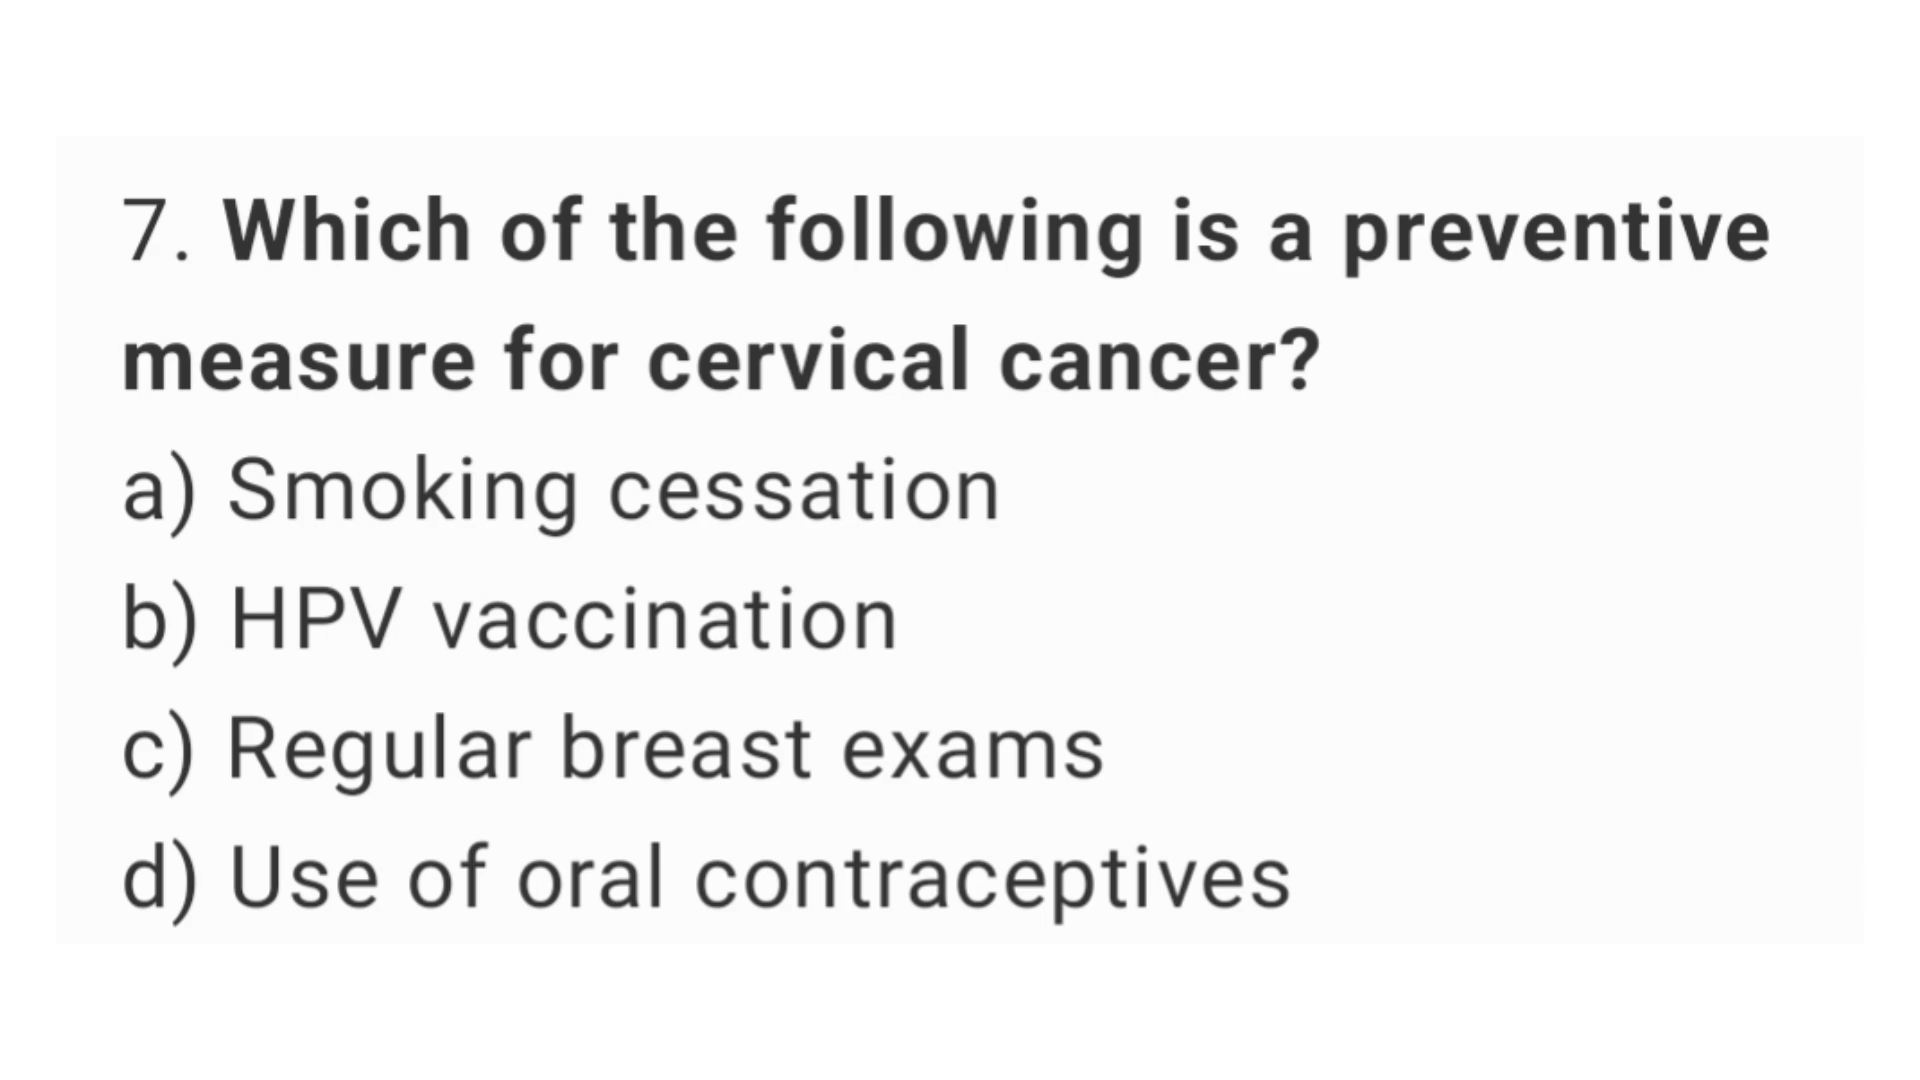 7. Which of the following is a preventive
measure for cervical cancer?
a) Smoking cessation
b) HPV vaccination
c) Regular breast exams
d) Use of oral contraceptives